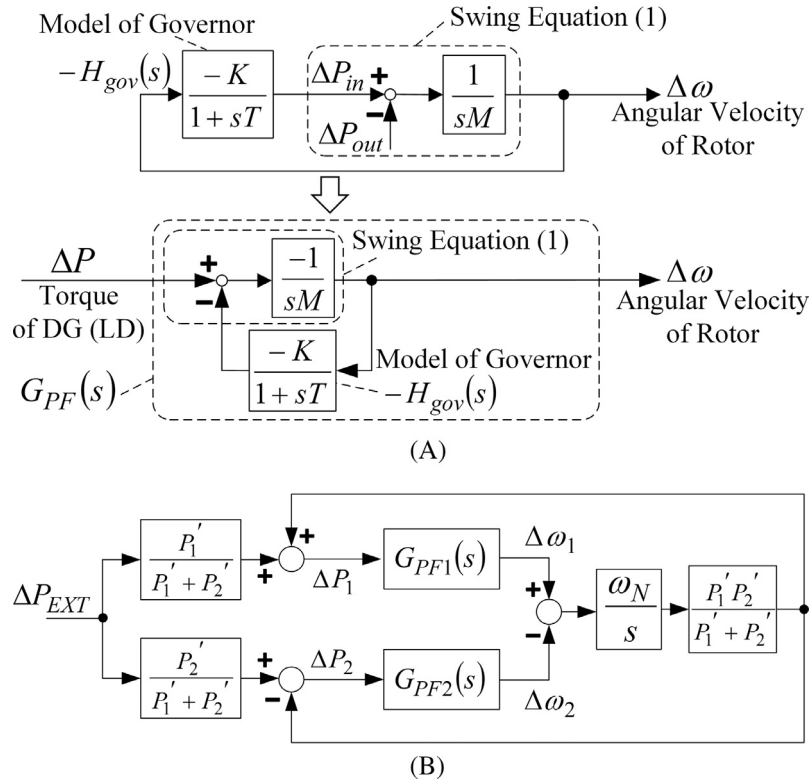 Model of Governor
Swing Equation (1)
−H_gov(s)
−K
1 + sT
ΔP_in
+
−
ΔP_out
1
sM
Δω
Angular Velocity
of Rotor
Swing Equation (1)
ΔP
Torque
of DG (LD)
+
−
−1
sM
Δω
Angular Velocity
of Rotor
−K
1 + sT
Model of Governor
−H_gov(s)
G_PF(s)
(A)
ΔP_EXT
P_1'
P_1' + P_2'
+
+
ΔP_1
G_PF1(s)
Δω_1
+
−
ω_N
s
P_1' P_2'
P_1' + P_2'
P_2'
P_1' + P_2'
+
−
ΔP_2
G_PF2(s)
Δω_2
(B)